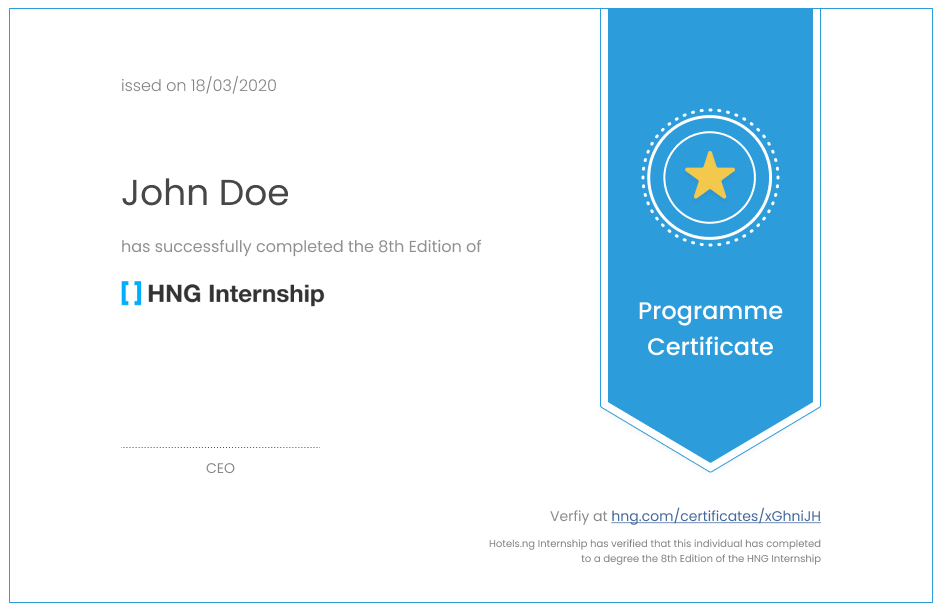 issed on 18/03/2020
John Doe
has successfully completed the 8th Edition of
[ ] HNG Internship
Programme
Certificate
CEO
Verfiy at hng.com/certificates/xGhniJH
Hotels.ng Internship has verified that this individual has completed
to a degree the 8th Edition of the HNG Internship